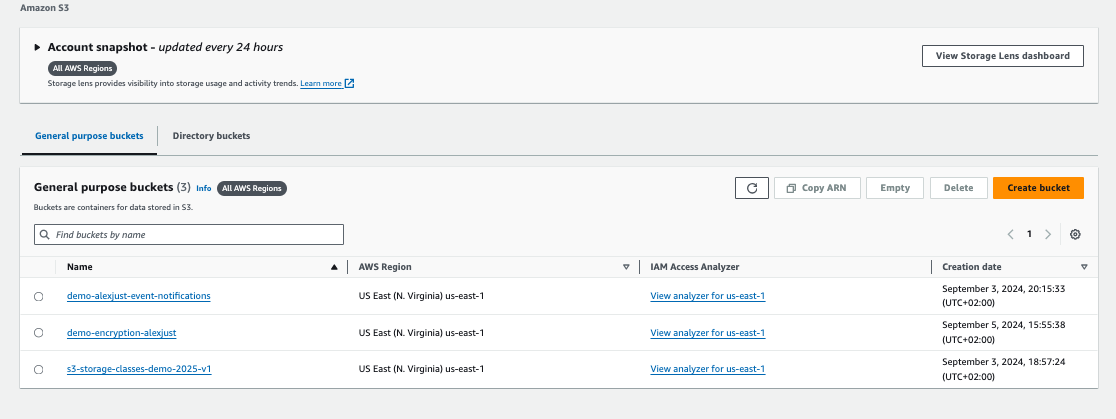 Amazon S3
Account snapshot - updated every 24 hours
View Storage Lens dashboard
All AWS Regions
Storage lens provides visibility into storage usage and activity trends. Learn more
General purpose buckets
Directory buckets
General purpose buckets (3) Info All AWS Regions
Copy ARN
Empty
Delete
Create bucket
Buckets are containers for data stored in S3.
Find buckets by name
1
Name AWS Region IAM Access Analyzer Creation date
demo-alexjust-event-notifications US East (N. Virginia) us-east-1 View analyzer for us-east-1 September 3, 2024, 20:15:33
(UTC+02:00)
demo-encryption-alexjust US East (N. Virginia) us-east-1 View analyzer for us-east-1 September 5, 2024, 15:55:38
(UTC+02:00)
s3-storage-classes-demo-2025-v1 US East (N. Virginia) us-east-1 View analyzer for us-east-1 September 3, 2024, 18:57:24
(UTC+02:00)